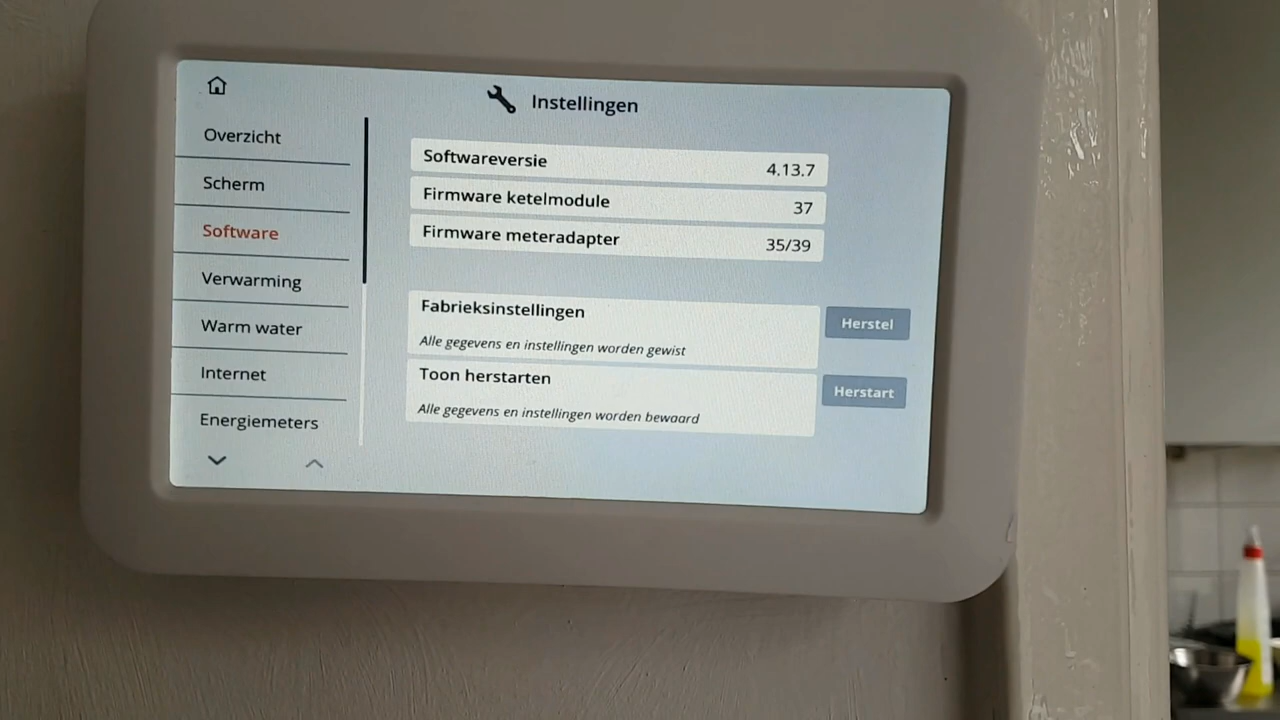 Instellingen
Overzicht
Scherm
Software
Verwarming
Warm water
Internet
Energiemeters
Softwareversie 4.13.7
Firmware ketelmodule 37
Firmware meteradapter 35/39
Fabrieksinstellingen
Alle gegevens en instellingen worden gewist
Herstel
Toon herstarten
Alle gegevens en instellingen worden bewaard
Herstart